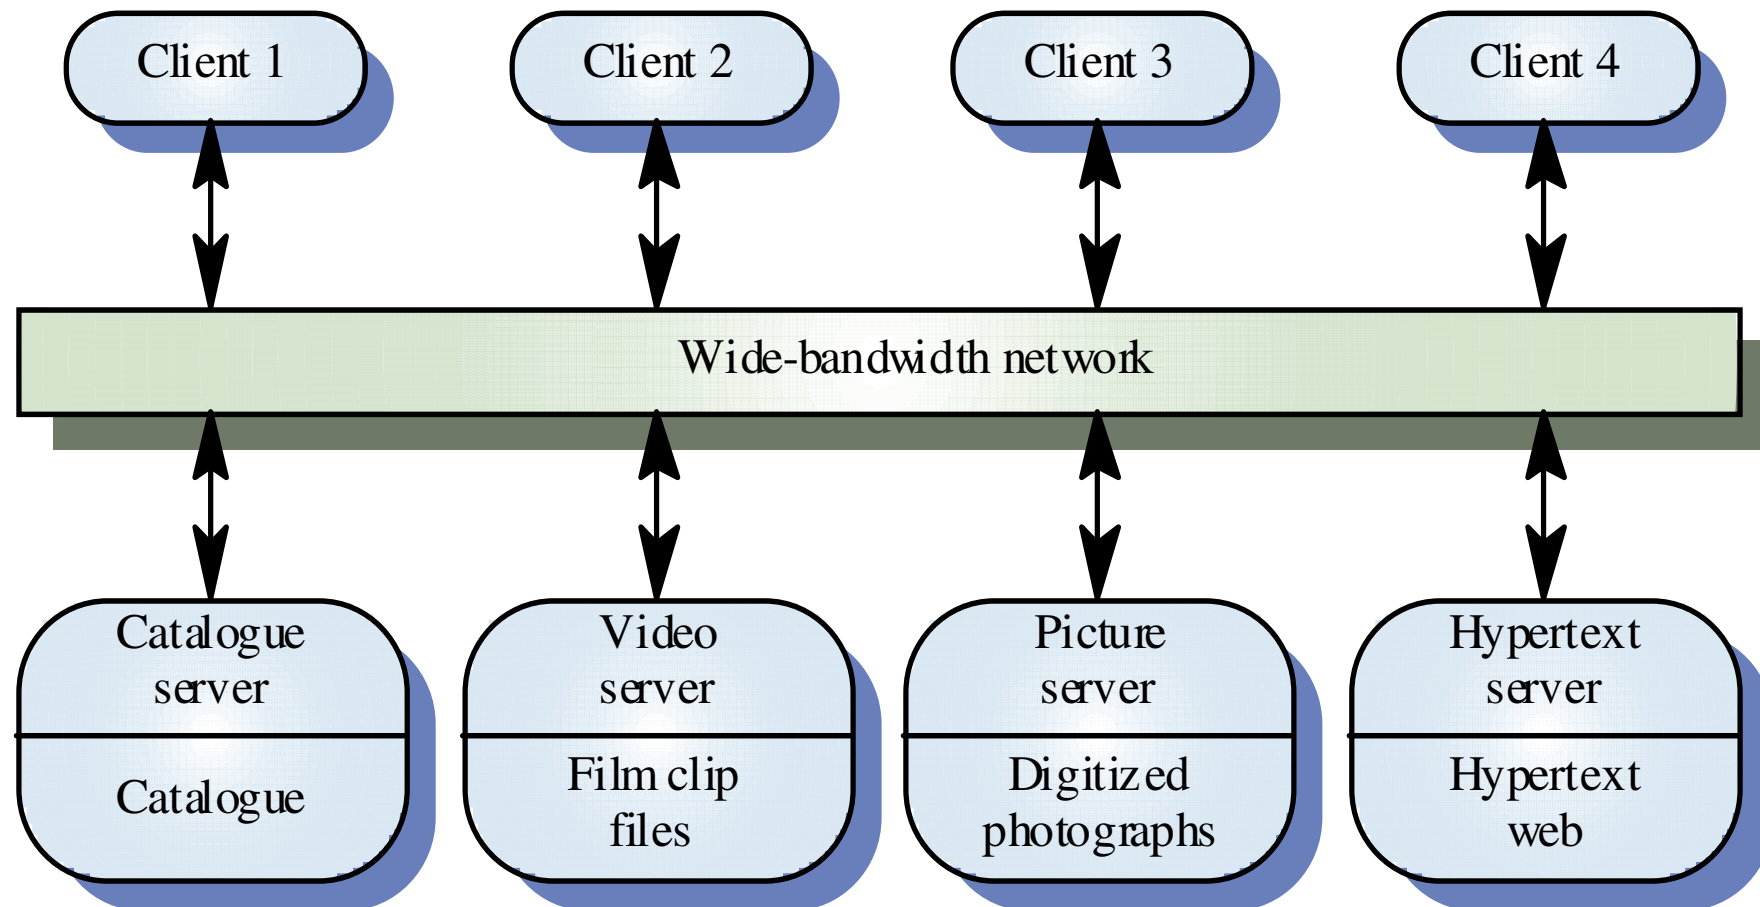 Client 1
Client 2
Client 3
Client 4
Wide-bandwidth network
Catalogue
server
Catalogue
Video
server
Film clip
files
Picture
server
Digitized
photographs
Hypertext
server
Hypertext
web